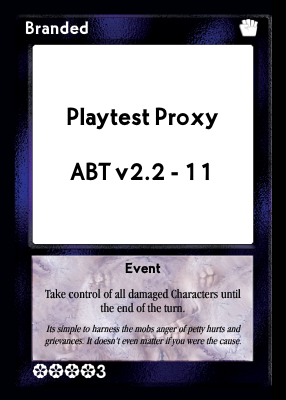 Branded
Playtest Proxy
ABT v2.2 - 11
Event
Take control of all damaged Characters until
the end of the turn.
Its simple to harness the mobs anger of petty hurts and
grievances. It doesn't even matter if you were the cause.
3